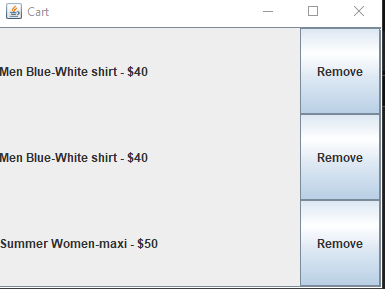 Cart
Men Blue-White shirt - $40
Remove
Men Blue-White shirt - $40
Remove
Summer Women-maxi - $50
Remove